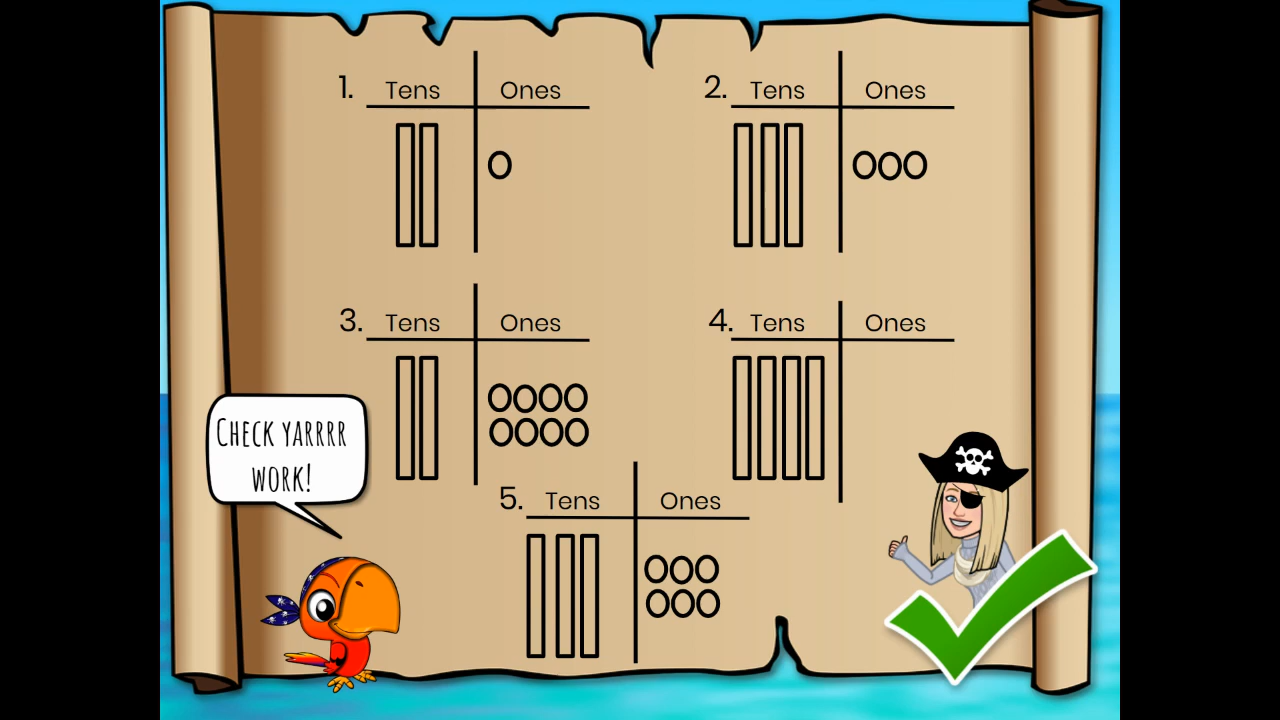 1. Tens Ones
2. Tens Ones
3. Tens Ones
4. Tens Ones
Check yarrrr
work!
5. Tens Ones